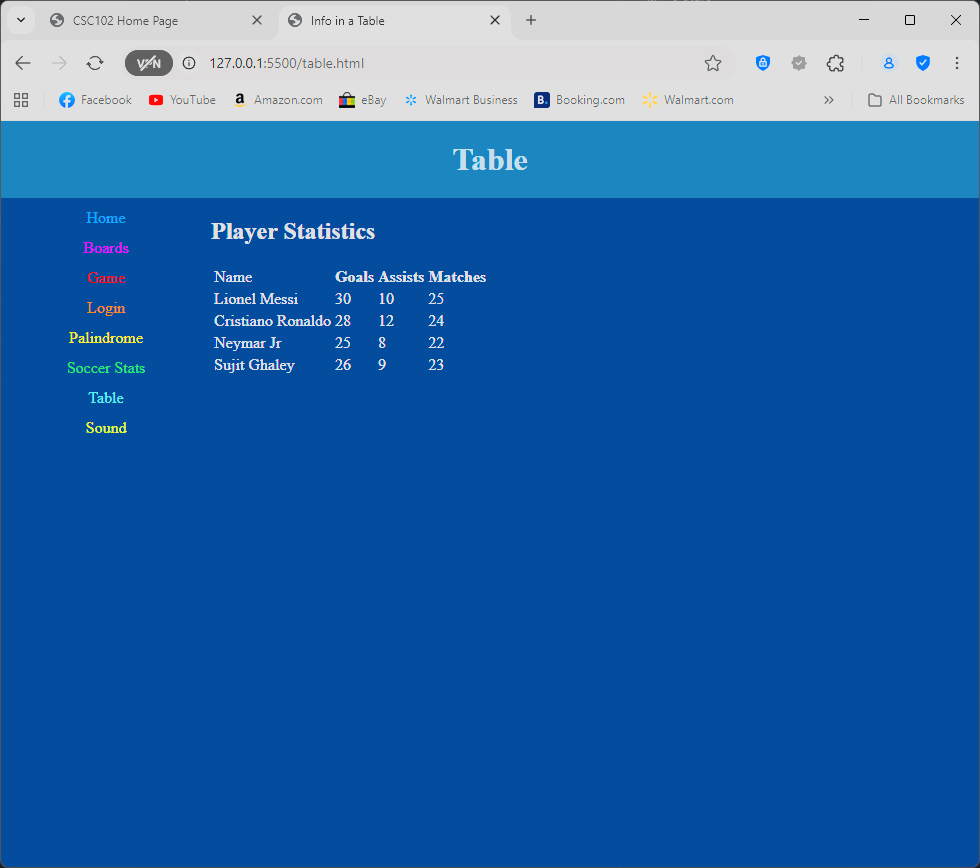 CSC102 Home Page
Info in a Table
VPN
127.0.0.1:5500/table.html
Facebook YouTube Amazon.com eBay Walmart Business Booking.com Walmart.com All Bookmarks
Table
Home
Boards
Game
Login
Palindrome
Soccer Stats
Table
Sound
Player Statistics
Name Goals Assists Matches
Lionel Messi 30 10 25
Cristiano Ronaldo 28 12 24
Neymar Jr 25 8 22
Sujit Ghaley 26 9 23